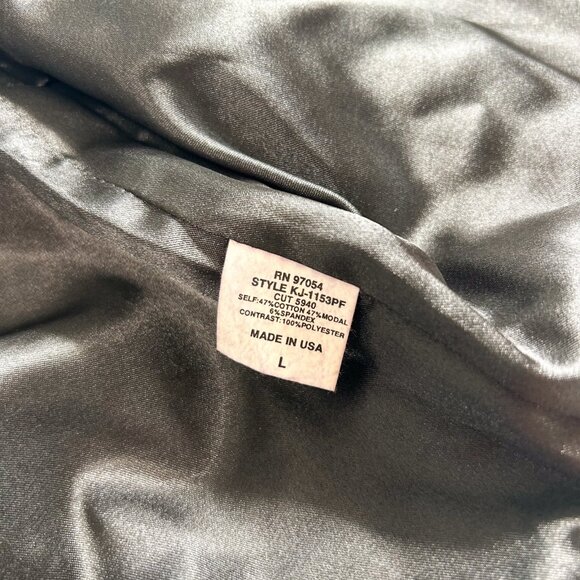 RN 97054
STYLE KJ-1153PF
CUT 5940
SELF:47%COTTON 47%MODAL
6%SPANDEX
CONTRAST:100%POLYESTER
MADE IN USA
L